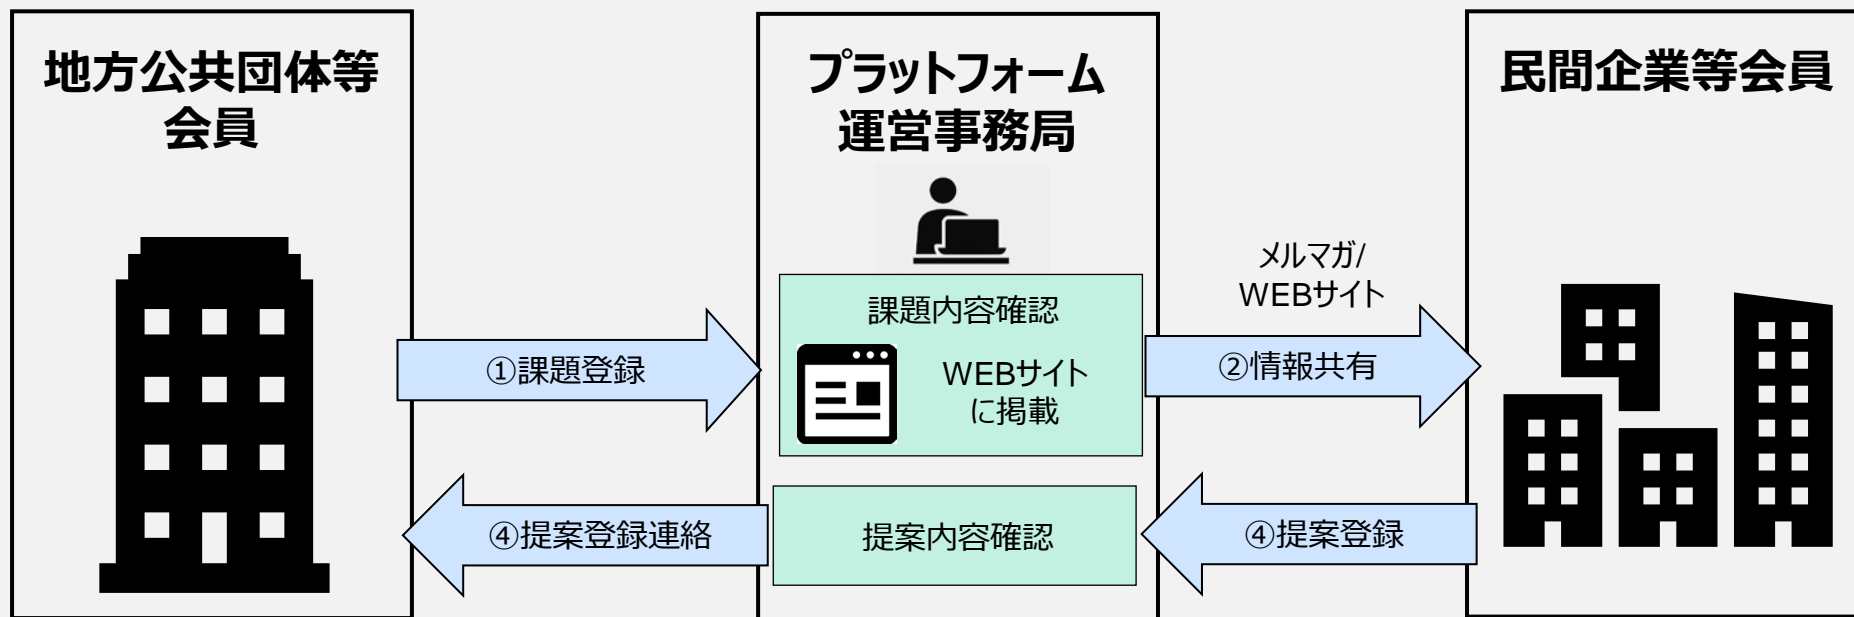 地方公共団体等
会員
プラットフォーム
運営事務局
民間企業等会員
メルマガ/
WEBサイト
課題内容確認
①課題登録
WEBサイト
に掲載
②情報共有
④提案登録連絡
提案内容確認
④提案登録